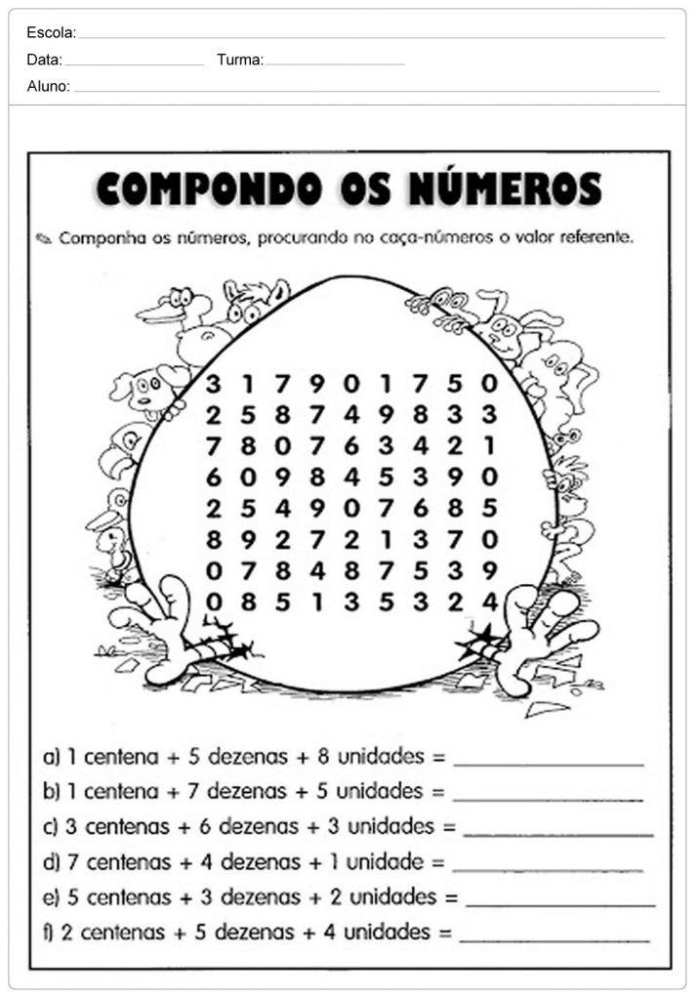 Escola:
Data: Turma:
Aluno:
COMPONDO OS NÚMEROS
Componha os números, procurando no caça-números o valor referente.
3 1 7 9 0 1 7 5 0
2 5 8 7 4 9 8 3 3
7 8 0 7 6 3 4 2 1
6 0 9 8 4 5 3 9 0
2 5 4 9 0 7 6 8 5
8 9 2 7 2 1 3 7 0
0 7 8 4 8 7 5 3 9
0 8 5 1 3 5 3 2 4
a) 1 centena + 5 dezenas + 8 unidades =
b) 1 centena + 7 dezenas + 5 unidades =
c) 3 centenas + 6 dezenas + 3 unidades =
d) 7 centenas + 4 dezenas + 1 unidade =
e) 5 centenas + 3 dezenas + 2 unidades =
f) 2 centenas + 5 dezenas + 4 unidades =